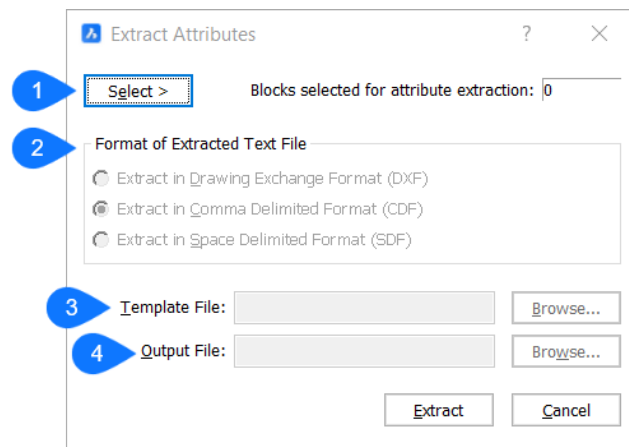 Extract Attributes ?
1 Select > Blocks selected for attribute extraction: 0
2 Format of Extracted Text File
Extract in Drawing Exchange Format (DXF)
Extract in Comma Delimited Format (CDF)
Extract in Space Delimited Format (SDF)
3 Template File: Browse...
4 Output File: Browse...
Extract Cancel